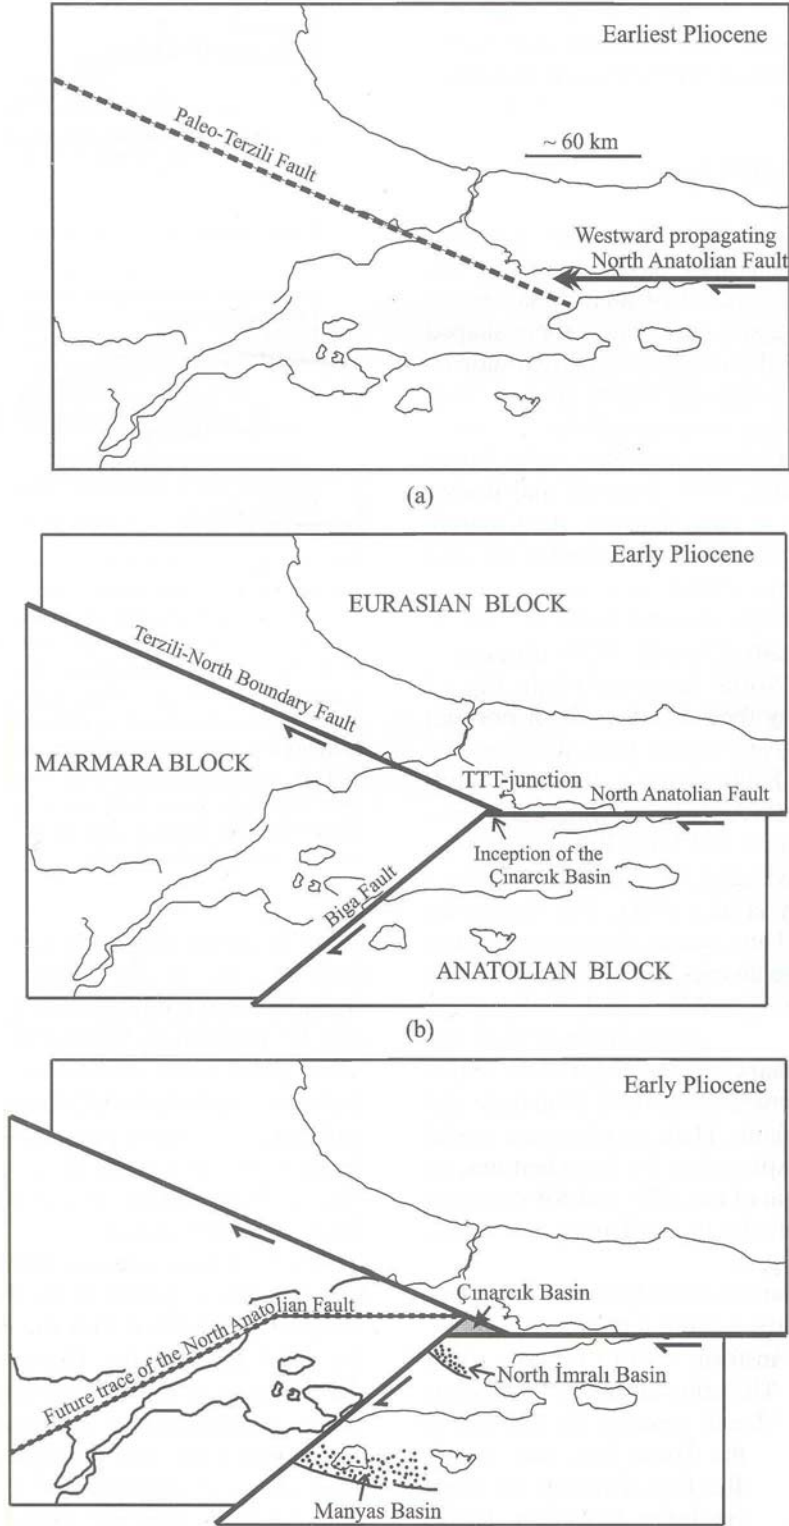 Earliest Pliocene
Paleo-Terzili Fault
~ 60 km
Westward propagating
North Anatolian Fault
(a)
Early Pliocene
EURASIAN BLOCK
Terzili-North Boundary Fault
MARMARA BLOCK
TTT-junction
North Anatolian Fault
Inception of the
Çınarcık Basin
Biga Fault
ANATOLIAN BLOCK
(b)
Early Pliocene
Çınarcık Basin
Future trace of the North Anatolian Fault
North İmralı Basin
Manyas Basin